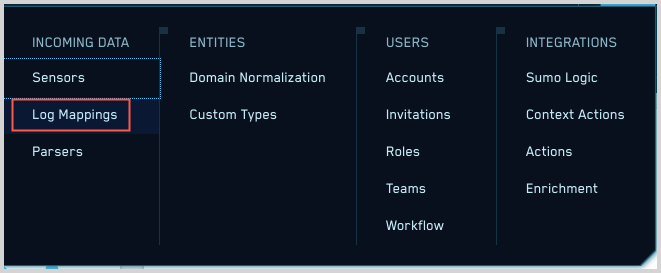 INCOMING DATA
Sensors
Log Mappings
Parsers
ENTITIES
Domain Normalization
Custom Types
USERS
Accounts
Invitations
Roles
Teams
Workflow
INTEGRATIONS
Sumo Logic
Context Actions
Actions
Enrichment